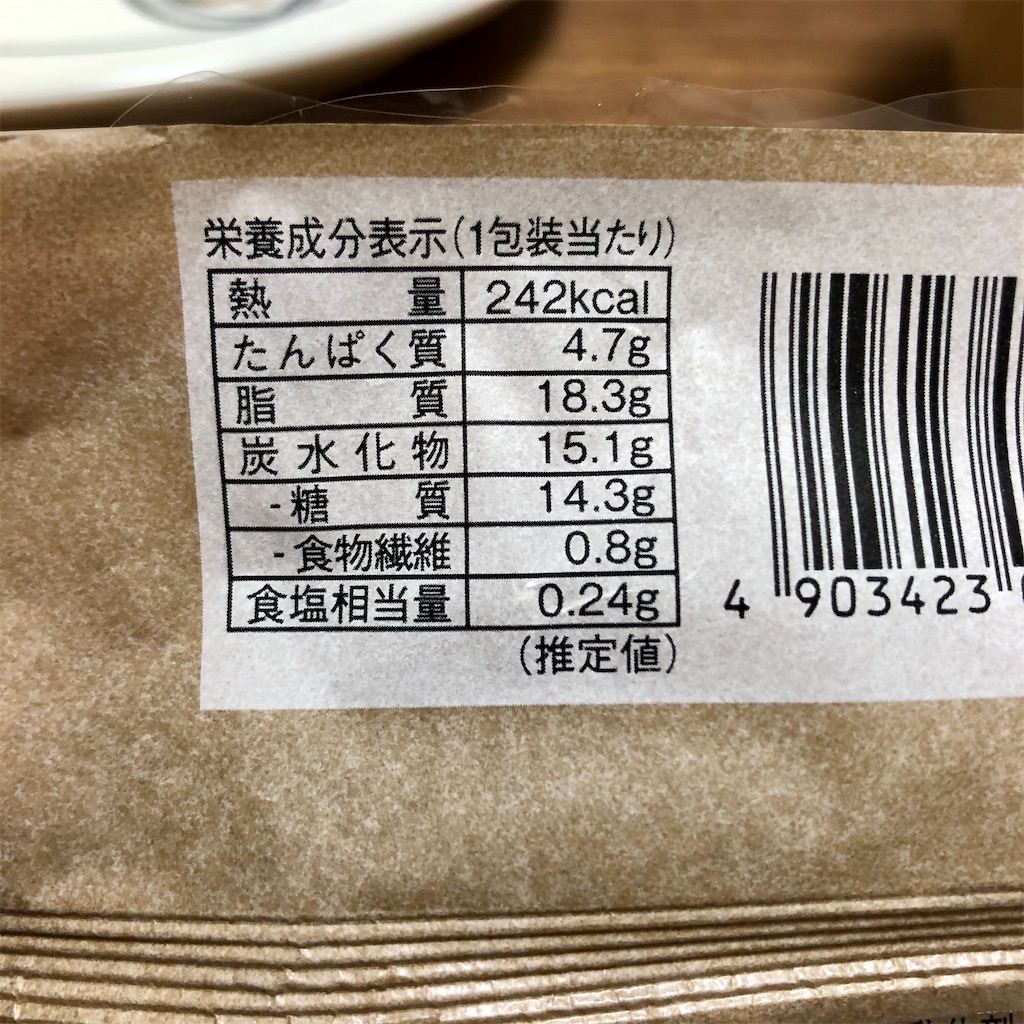 栄養成分表示(1包装当たり)
熱量 242kcal
たんぱく質 4.7g
脂質 18.3g
炭水化物 15.1g
-糖質 14.3g
-食物繊維 0.8g
食塩相当量 0.24g
(推定値)
4 903423